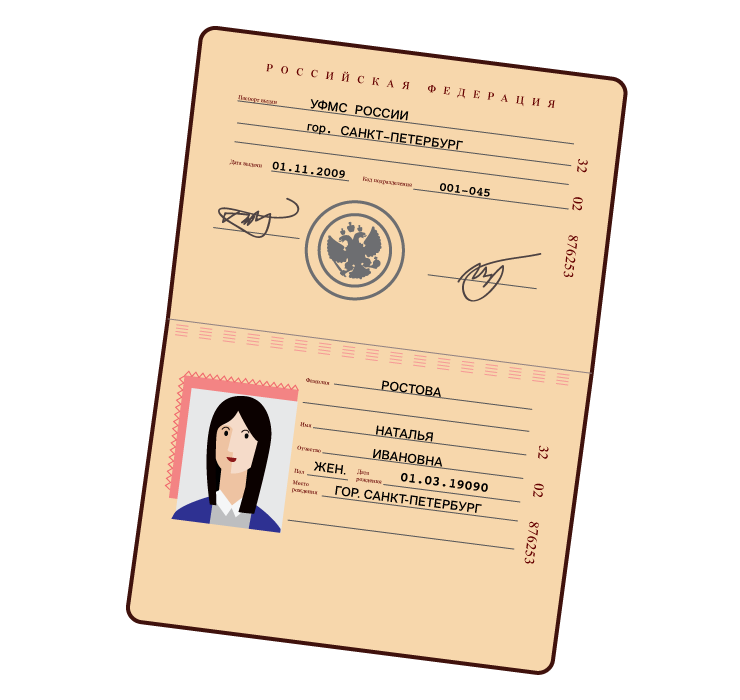 РОССИЙСКАЯ ФЕДЕРАЦИЯ
Паспорт выдан УФМС РОССИИ
гор. САНКТ-ПЕТЕРБУРГ
Дата выдачи 01.11.2009 Код подразделения 001-045
32 02 876253
Фамилия РОСТОВА
Имя НАТАЛЬЯ
Отчество ИВАНОВНА
Пол ЖЕН. Дата рождения 01.03.19090
Место рождения ГОР. САНКТ-ПЕТЕРБУРГ
32 02 876253